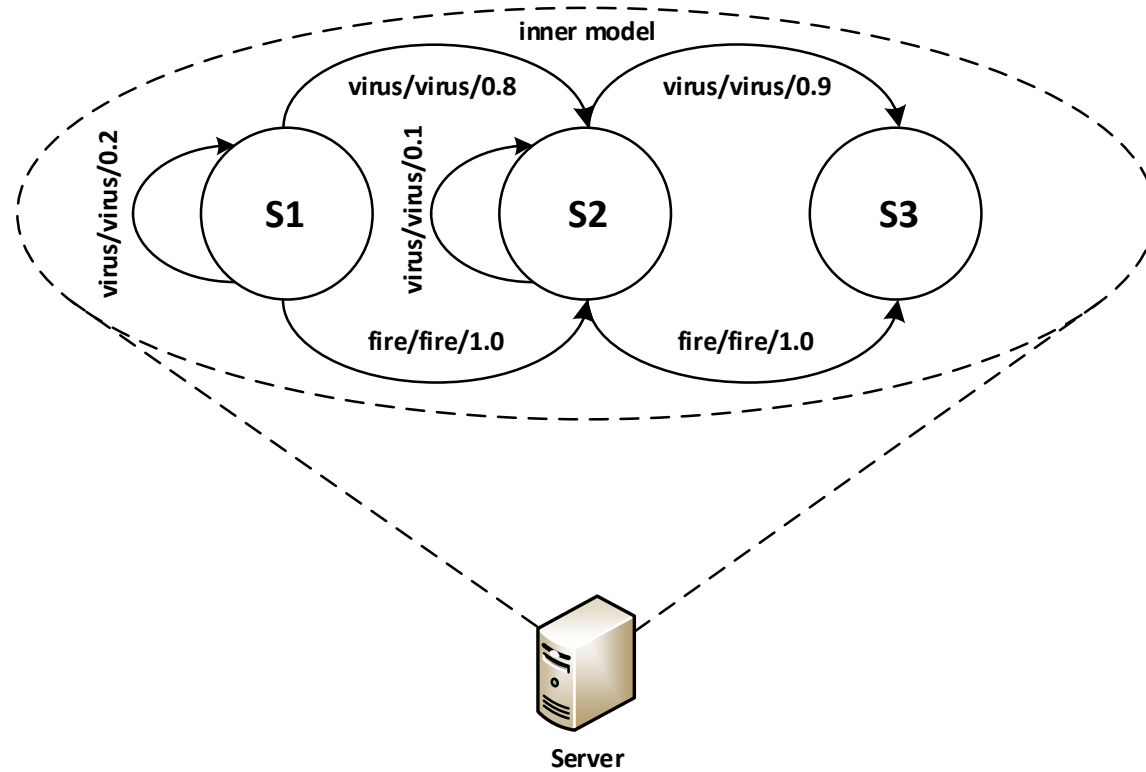 inner model
virus/virus/0.8
virus/virus/0.9
virus/virus/0.2
virus/virus/0.1
S1
S2
S3
fire/fire/1.0
fire/fire/1.0
Server